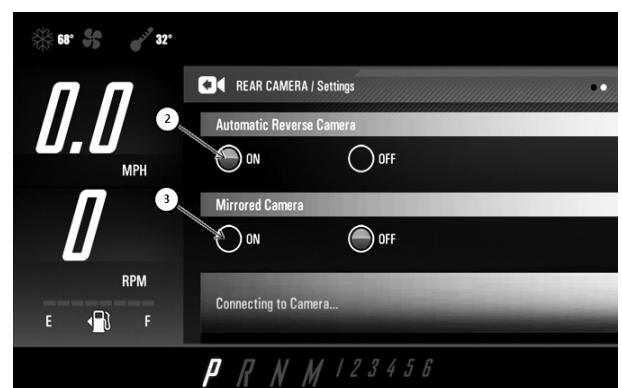 68° 32°
REAR CAMERA / Settings
0.0
MPH
2
Automatic Reverse Camera
ON OFF
3
Mirrored Camera
ON OFF
0
RPM
E F
Connecting to Camera...
P R N M 1 2 3 4 5 6